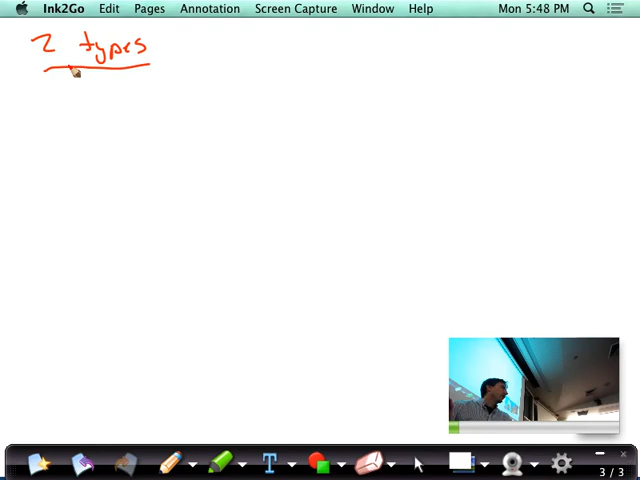 Ink2Go Edit Pages Annotation Screen Capture Window Help Mon 5:48 PM
2 types
T
3 / 3